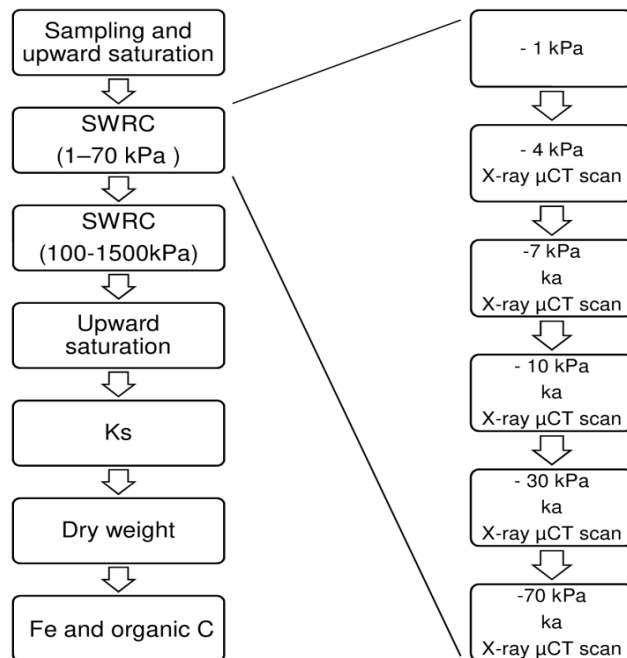 Sampling and
upward saturation
SWRC
(1–70 kPa )
SWRC
(100-1500kPa)
Upward
saturation
Ks
Dry weight
Fe and organic C
- 1 kPa
- 4 kPa
X-ray µCT scan
-7 kPa
ka
X-ray µCT scan
- 10 kPa
ka
X-ray µCT scan
- 30 kPa
ka
X-ray µCT scan
-70 kPa
ka
X-ray µCT scan